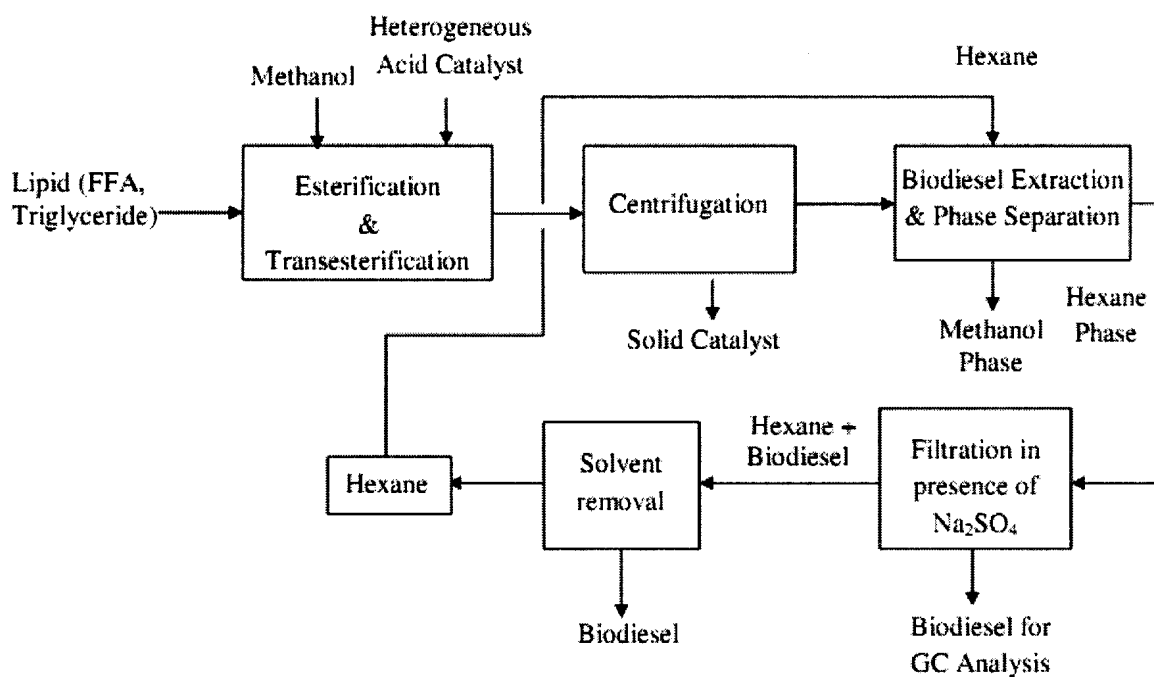 Heterogeneous
Acid Catalyst
Methanol
Hexane
Lipid (FFA,
Triglyceride)
Esterification
&
Transesterification
Centrifugation
Biodiesel Extraction
& Phase Separation
Solid Catalyst
Methanol
Phase
Hexane
Phase
Hexane
Solvent
removal
Hexane +
Biodiesel
Filtration in
presence of
Na₂SO₄
Biodiesel
Biodiesel for
GC Analysis